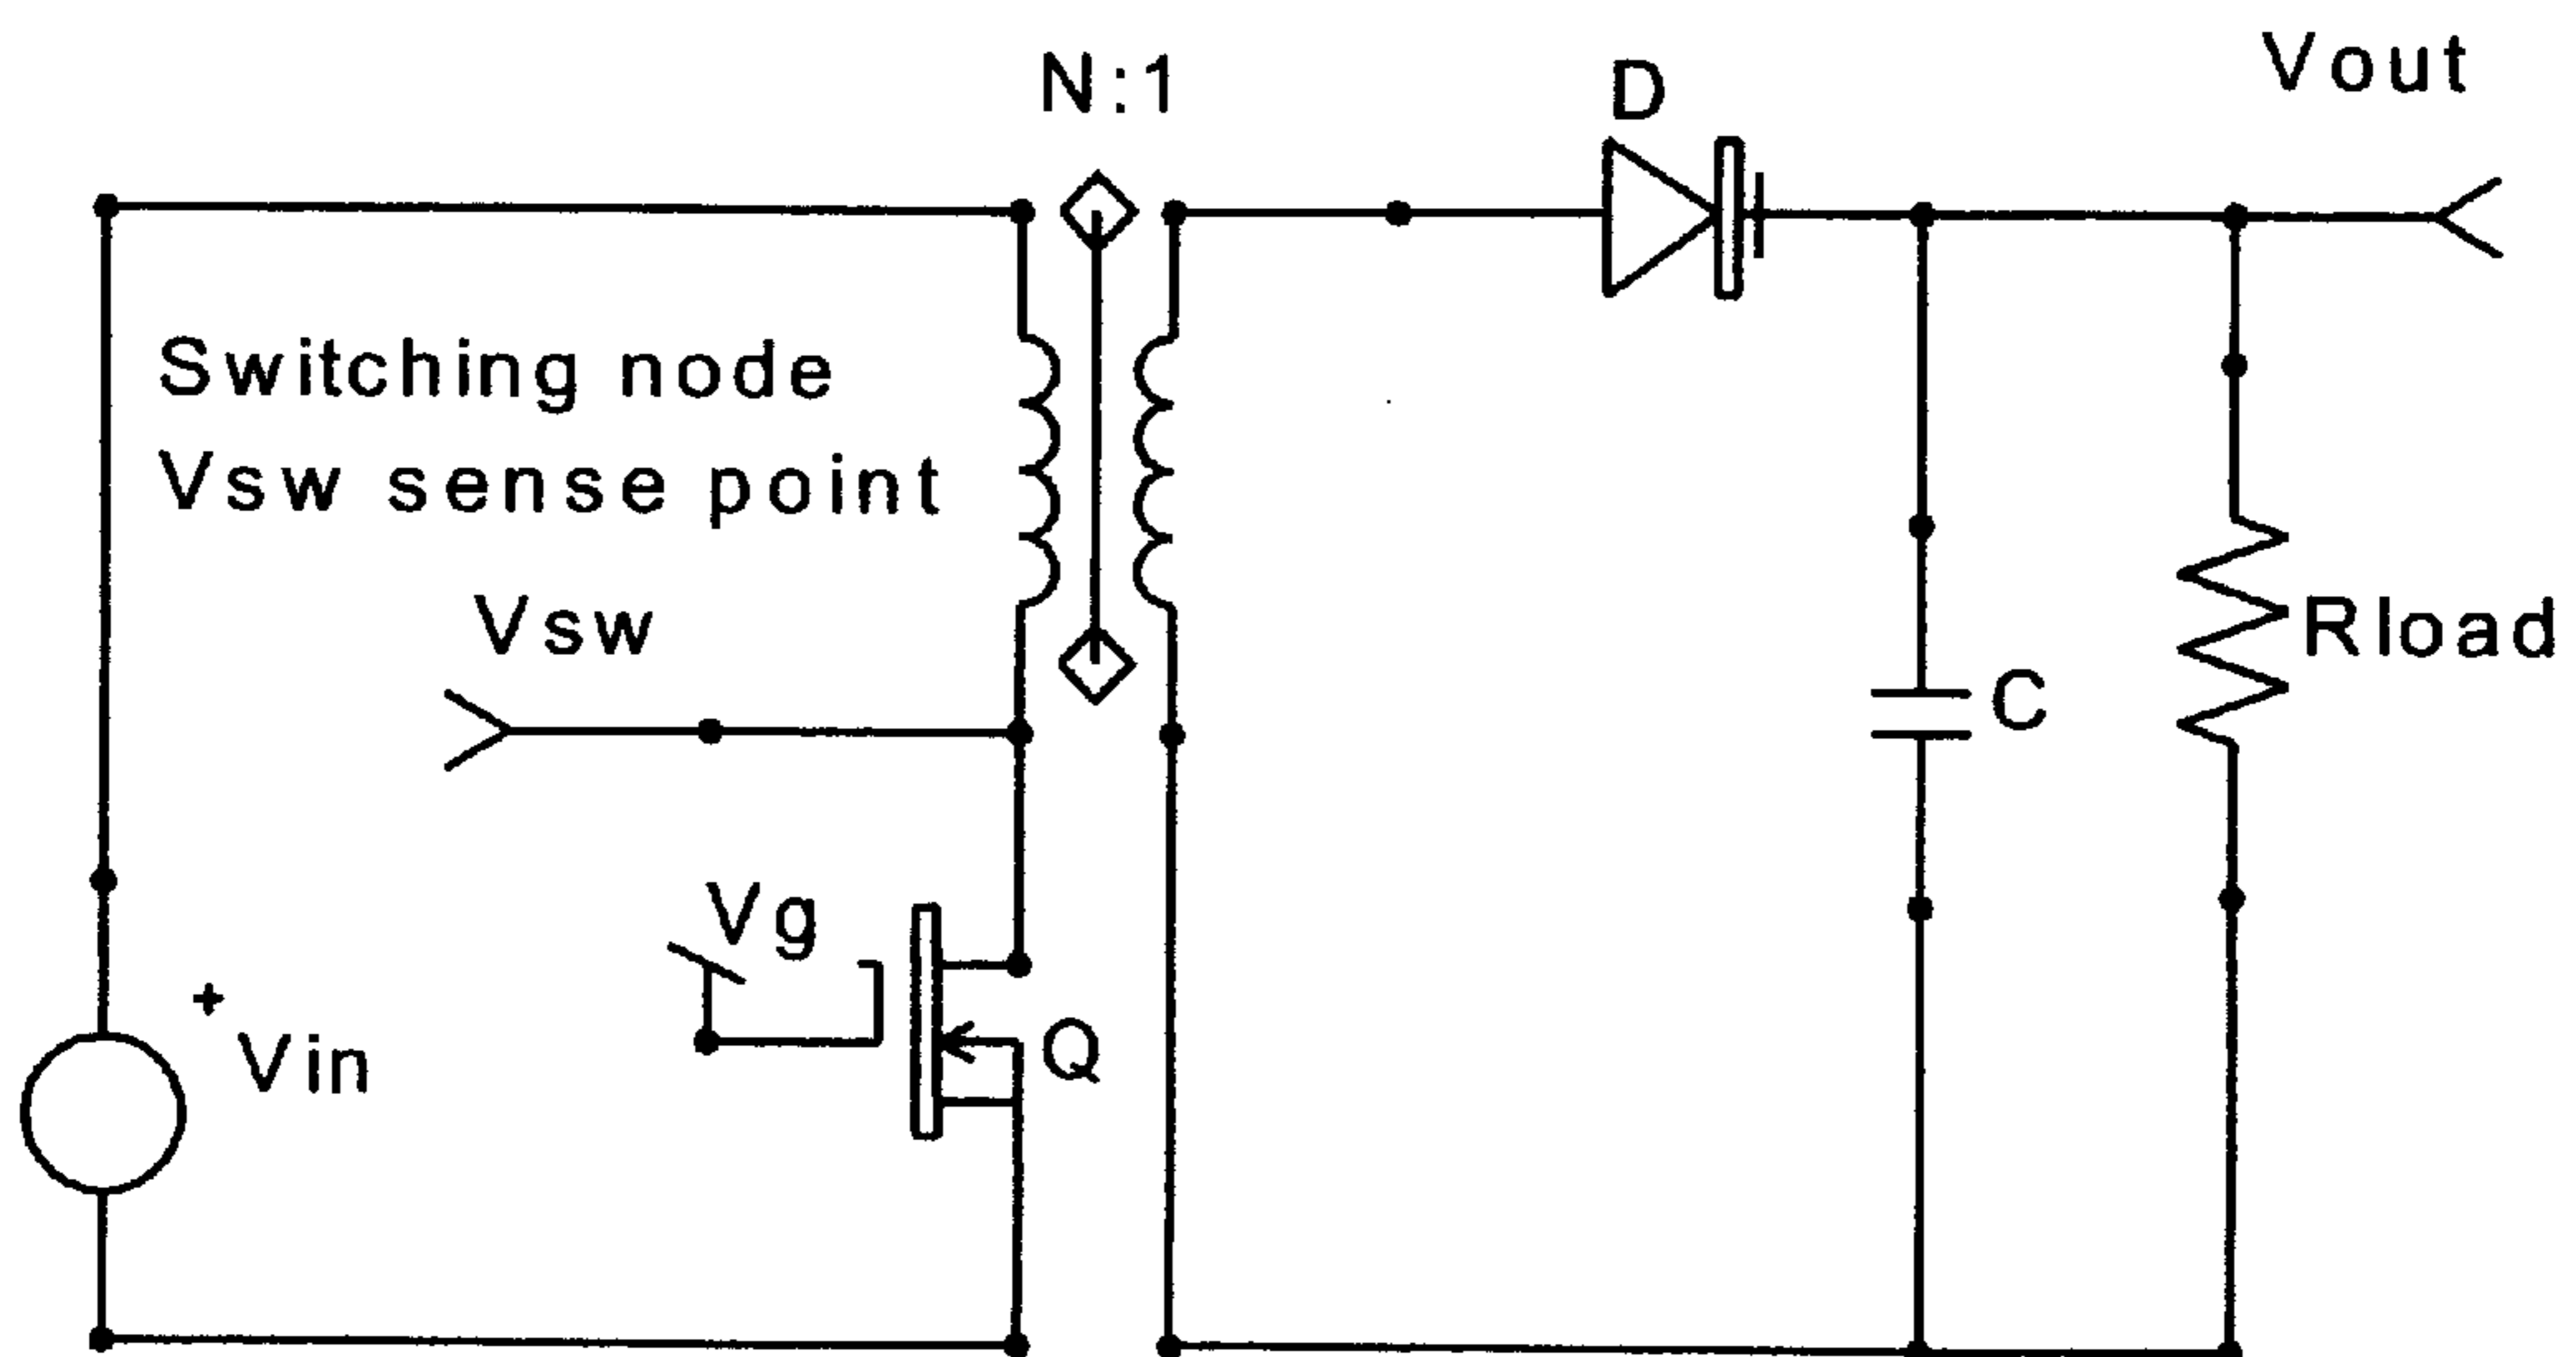 N:1
D
Vout
Switching node
Vsw sense point
Vsw
Rload
C
Vg
Q
+
Vin